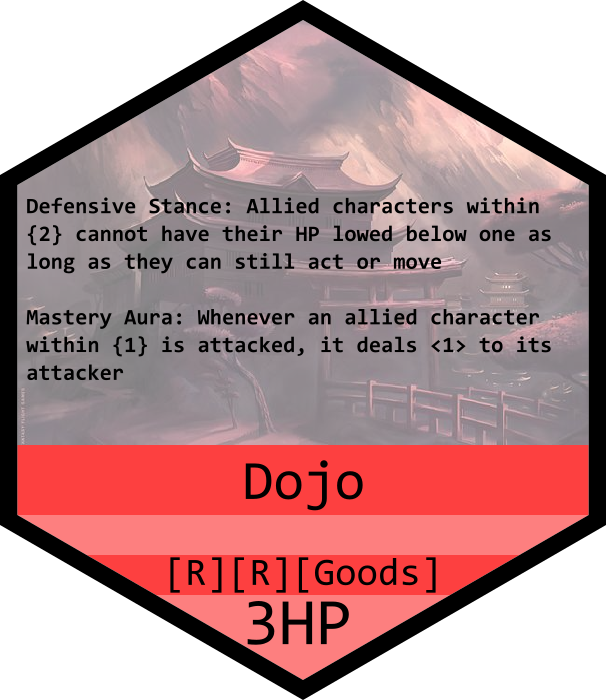 Defensive Stance: Allied characters within
{2} cannot have their HP lowed below one as
long as they can still act or move
Mastery Aura: Whenever an allied character
within {1} is attacked, it deals <1> to its
attacker
Dojo
[R][R][Goods]
3HP